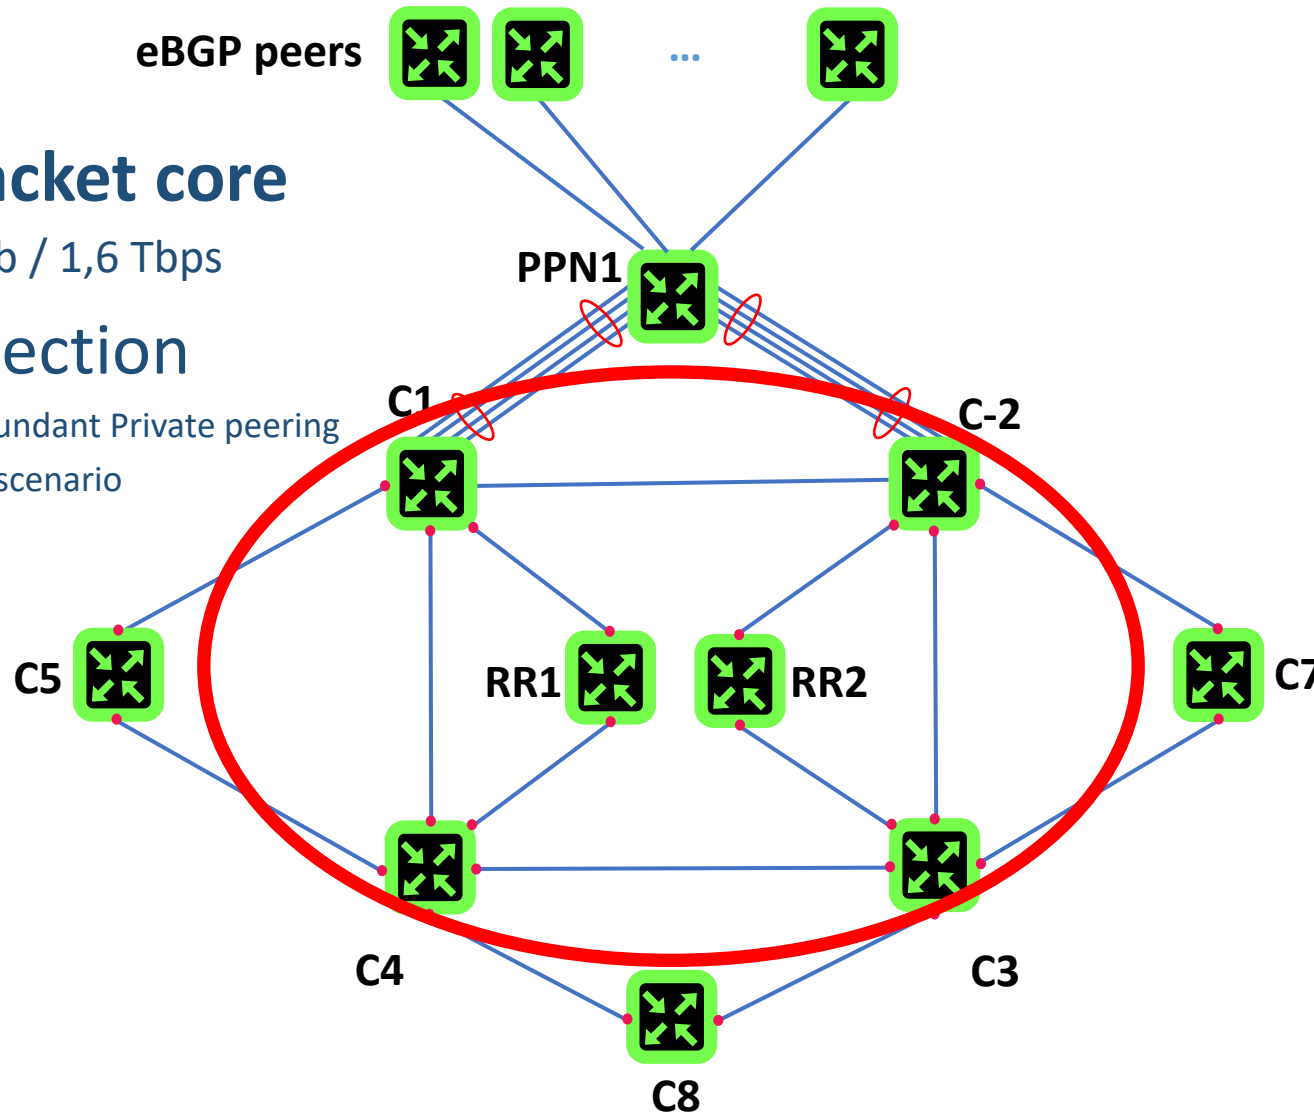 eBGP peers
...
acket core
b / 1,6 Tbps
PPN1
ection
C1
C-2
undant Private peering
scenario
C5
RR1
RR2
C7
C4
C3
C8